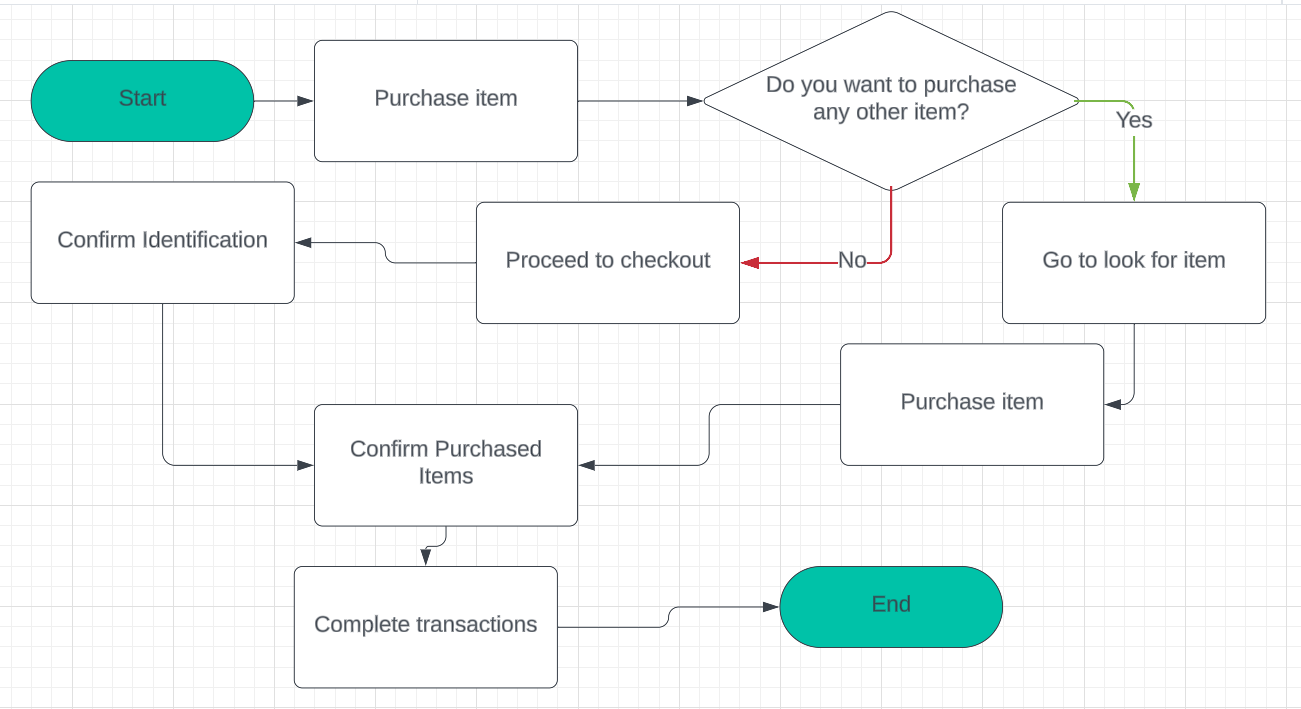 Start
Purchase item
Do you want to purchase
any other item?
Yes
Confirm Identification
Proceed to checkout
No
Go to look for item
Purchase item
Confirm Purchased
Items
Complete transactions
End